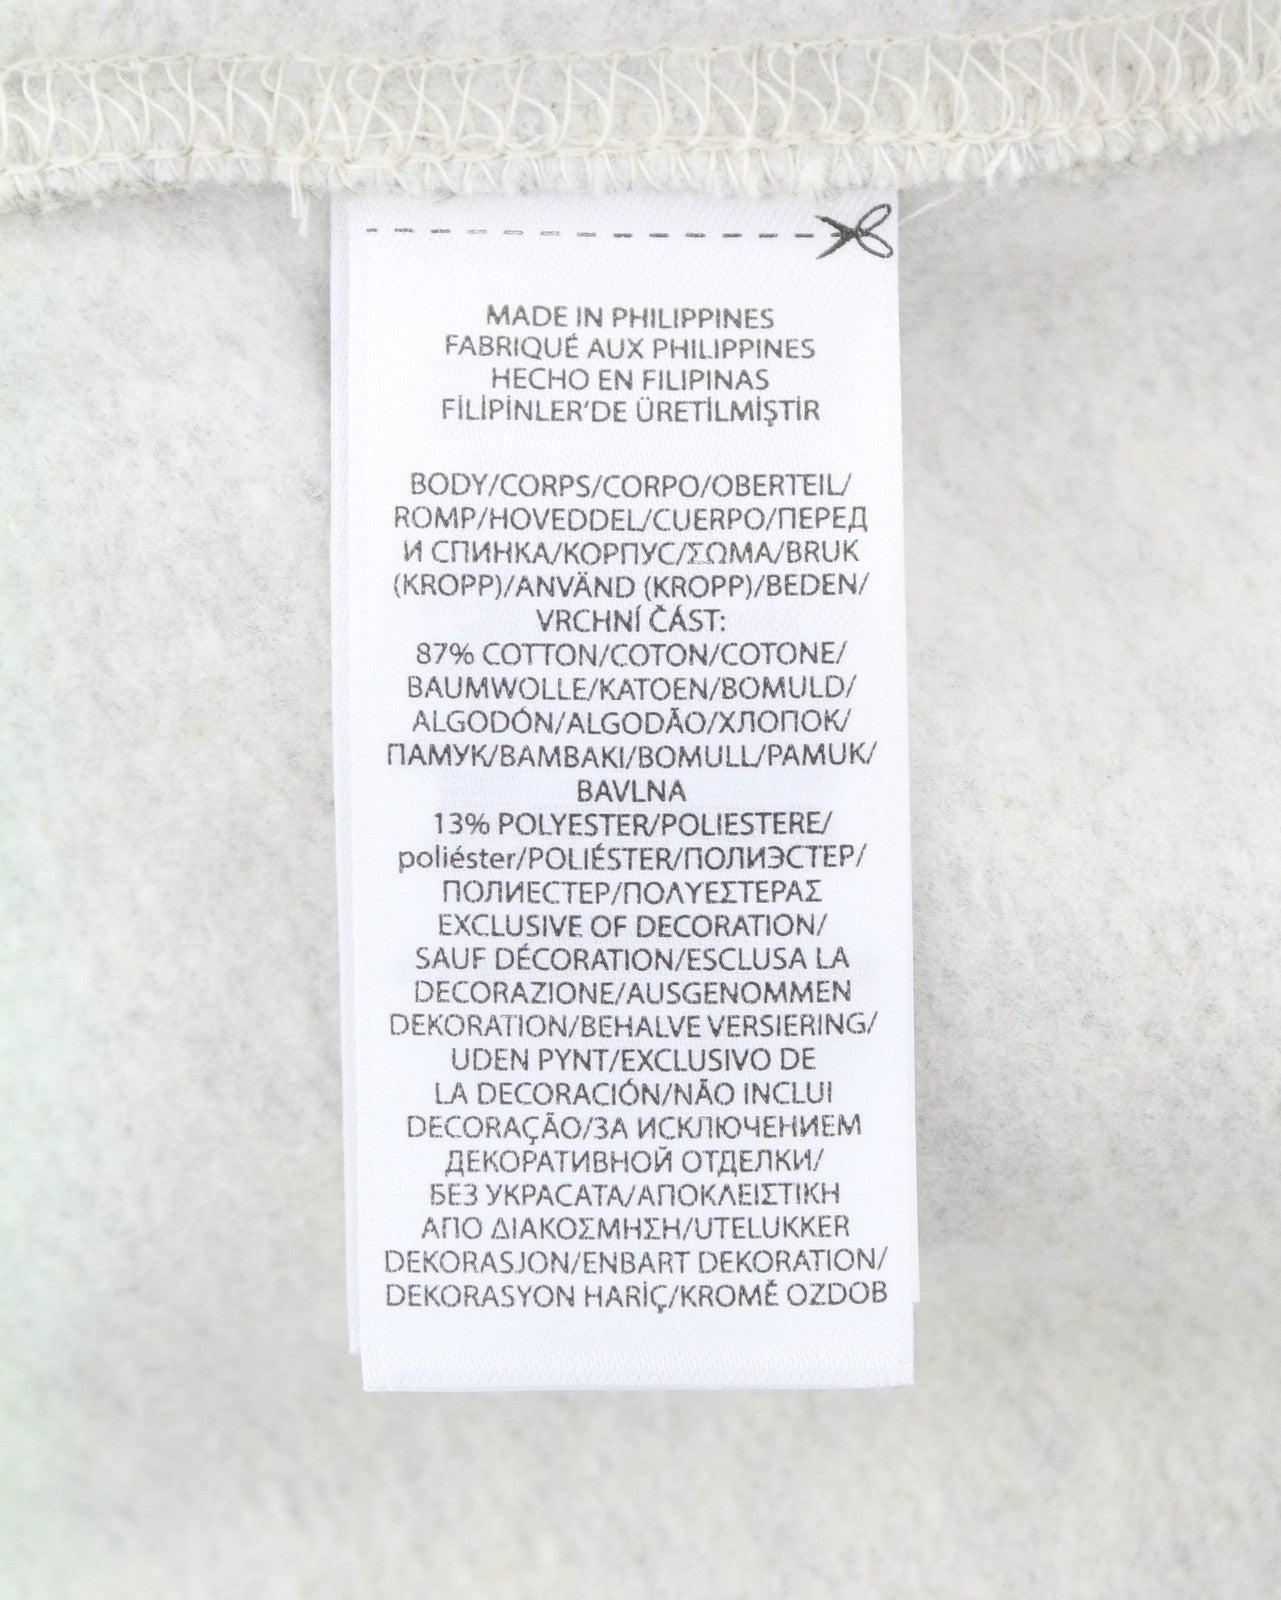 MADE IN PHILIPPINES
FABRIQUÉ AUX PHILIPPINES
HECHO EN FILIPINAS
FİLİPİNLER'DE ÜRETİLMİŞTİR
BODY/CORPS/CORPO/OBERTEIL/
ROMP/HOVEDDEL/CUERPO/ПЕРЕД
И СПИНКА/КОРПУС/ΣΩΜΑ/BRUK
(KROPP)/ANVÄND (KROPP)/BEDEN/
VRCHNÍ ČÁST:
87% COTTON/COTON/COTONE/
BAUMWOLLE/KATOEN/BOMULD/
ALGODÓN/ALGODÃO/ХЛОПОК/
ПАМУК/BAMBAKI/BOMULL/PAMUK/
BAVLNA
13% POLYESTER/POLIESTERE/
poliéster/POLIÉSTER/ПОЛИЭСТЕР/
ПОЛИЕСТЕР/ΠΟΛΥΕΣΤΕΡΑΣ
EXCLUSIVE OF DECORATION/
SAUF DÉCORATION/ESCLUSA LA
DECORAZIONE/AUSGENOMMEN
DEKORATION/BEHALVE VERSIERING/
UDEN PYNT/EXCLUSIVO DE
LA DECORACIÓN/NÃO INCLUI
DECORAÇÃO/ЗА ИСКЛЮЧЕНИЕМ
ДЕКОРАТИВНОЙ ОТДЕЛКИ/
БЕЗ УКРАСАТА/ΑΠΟΚΛΕΙΣΤΙΚΗ
ΑΠΟ ΔΙΑΚΟΣΜΗΣΗ/UTELUKKER
DEKORASJON/ENBART DEKORATION/
DEKORASYON HARİÇ/KROMĚ OZDOB